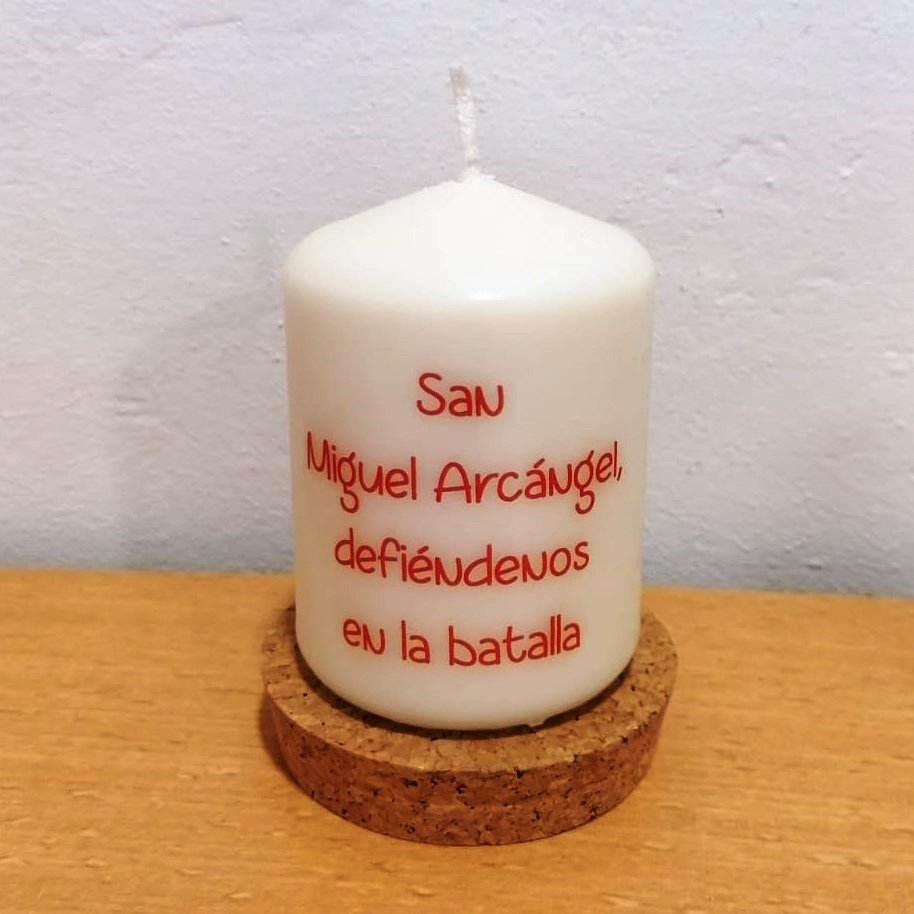 San
Miguel Arcángel,
defiéndenos
en la batalla